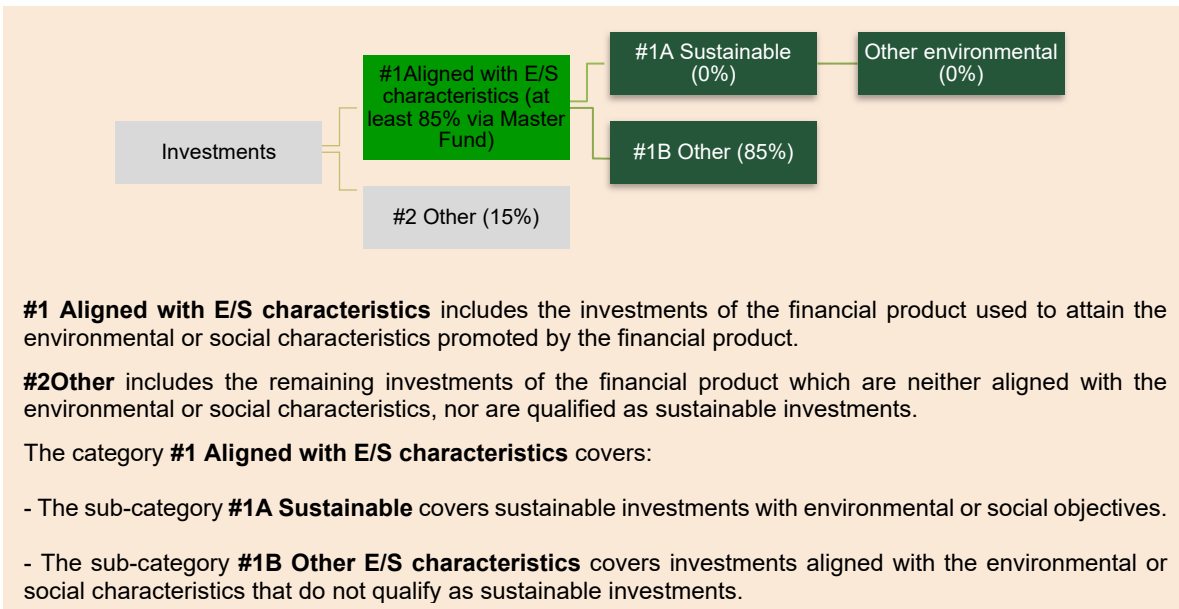 #1Aligned with E/S
characteristics (at
least 85% via Master
Fund)
#1A Sustainable
(0%)
Other environmental
(0%)
Investments
#1B Other (85%)
#2 Other (15%)
#1 Aligned with E/S characteristics includes the investments of the financial product used to attain the
environmental or social characteristics promoted by the financial product.
#2Other includes the remaining investments of the financial product which are neither aligned with the
environmental or social characteristics, nor are qualified as sustainable investments.
The category #1 Aligned with E/S characteristics covers:
- The sub-category #1A Sustainable covers sustainable investments with environmental or social objectives.
- The sub-category #1B Other E/S characteristics covers investments aligned with the environmental or
social characteristics that do not qualify as sustainable investments.